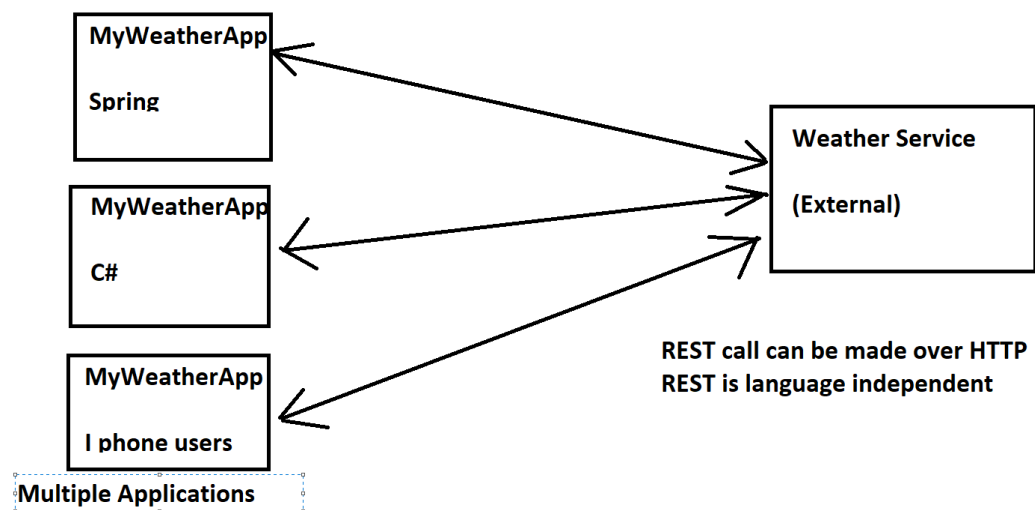 MyWeatherApp
Spring
MyWeatherApp
C#
MyWeatherApp
I phone users
Multiple Applications
Weather Service
(External)
REST call can be made over HTTP
REST is language independent